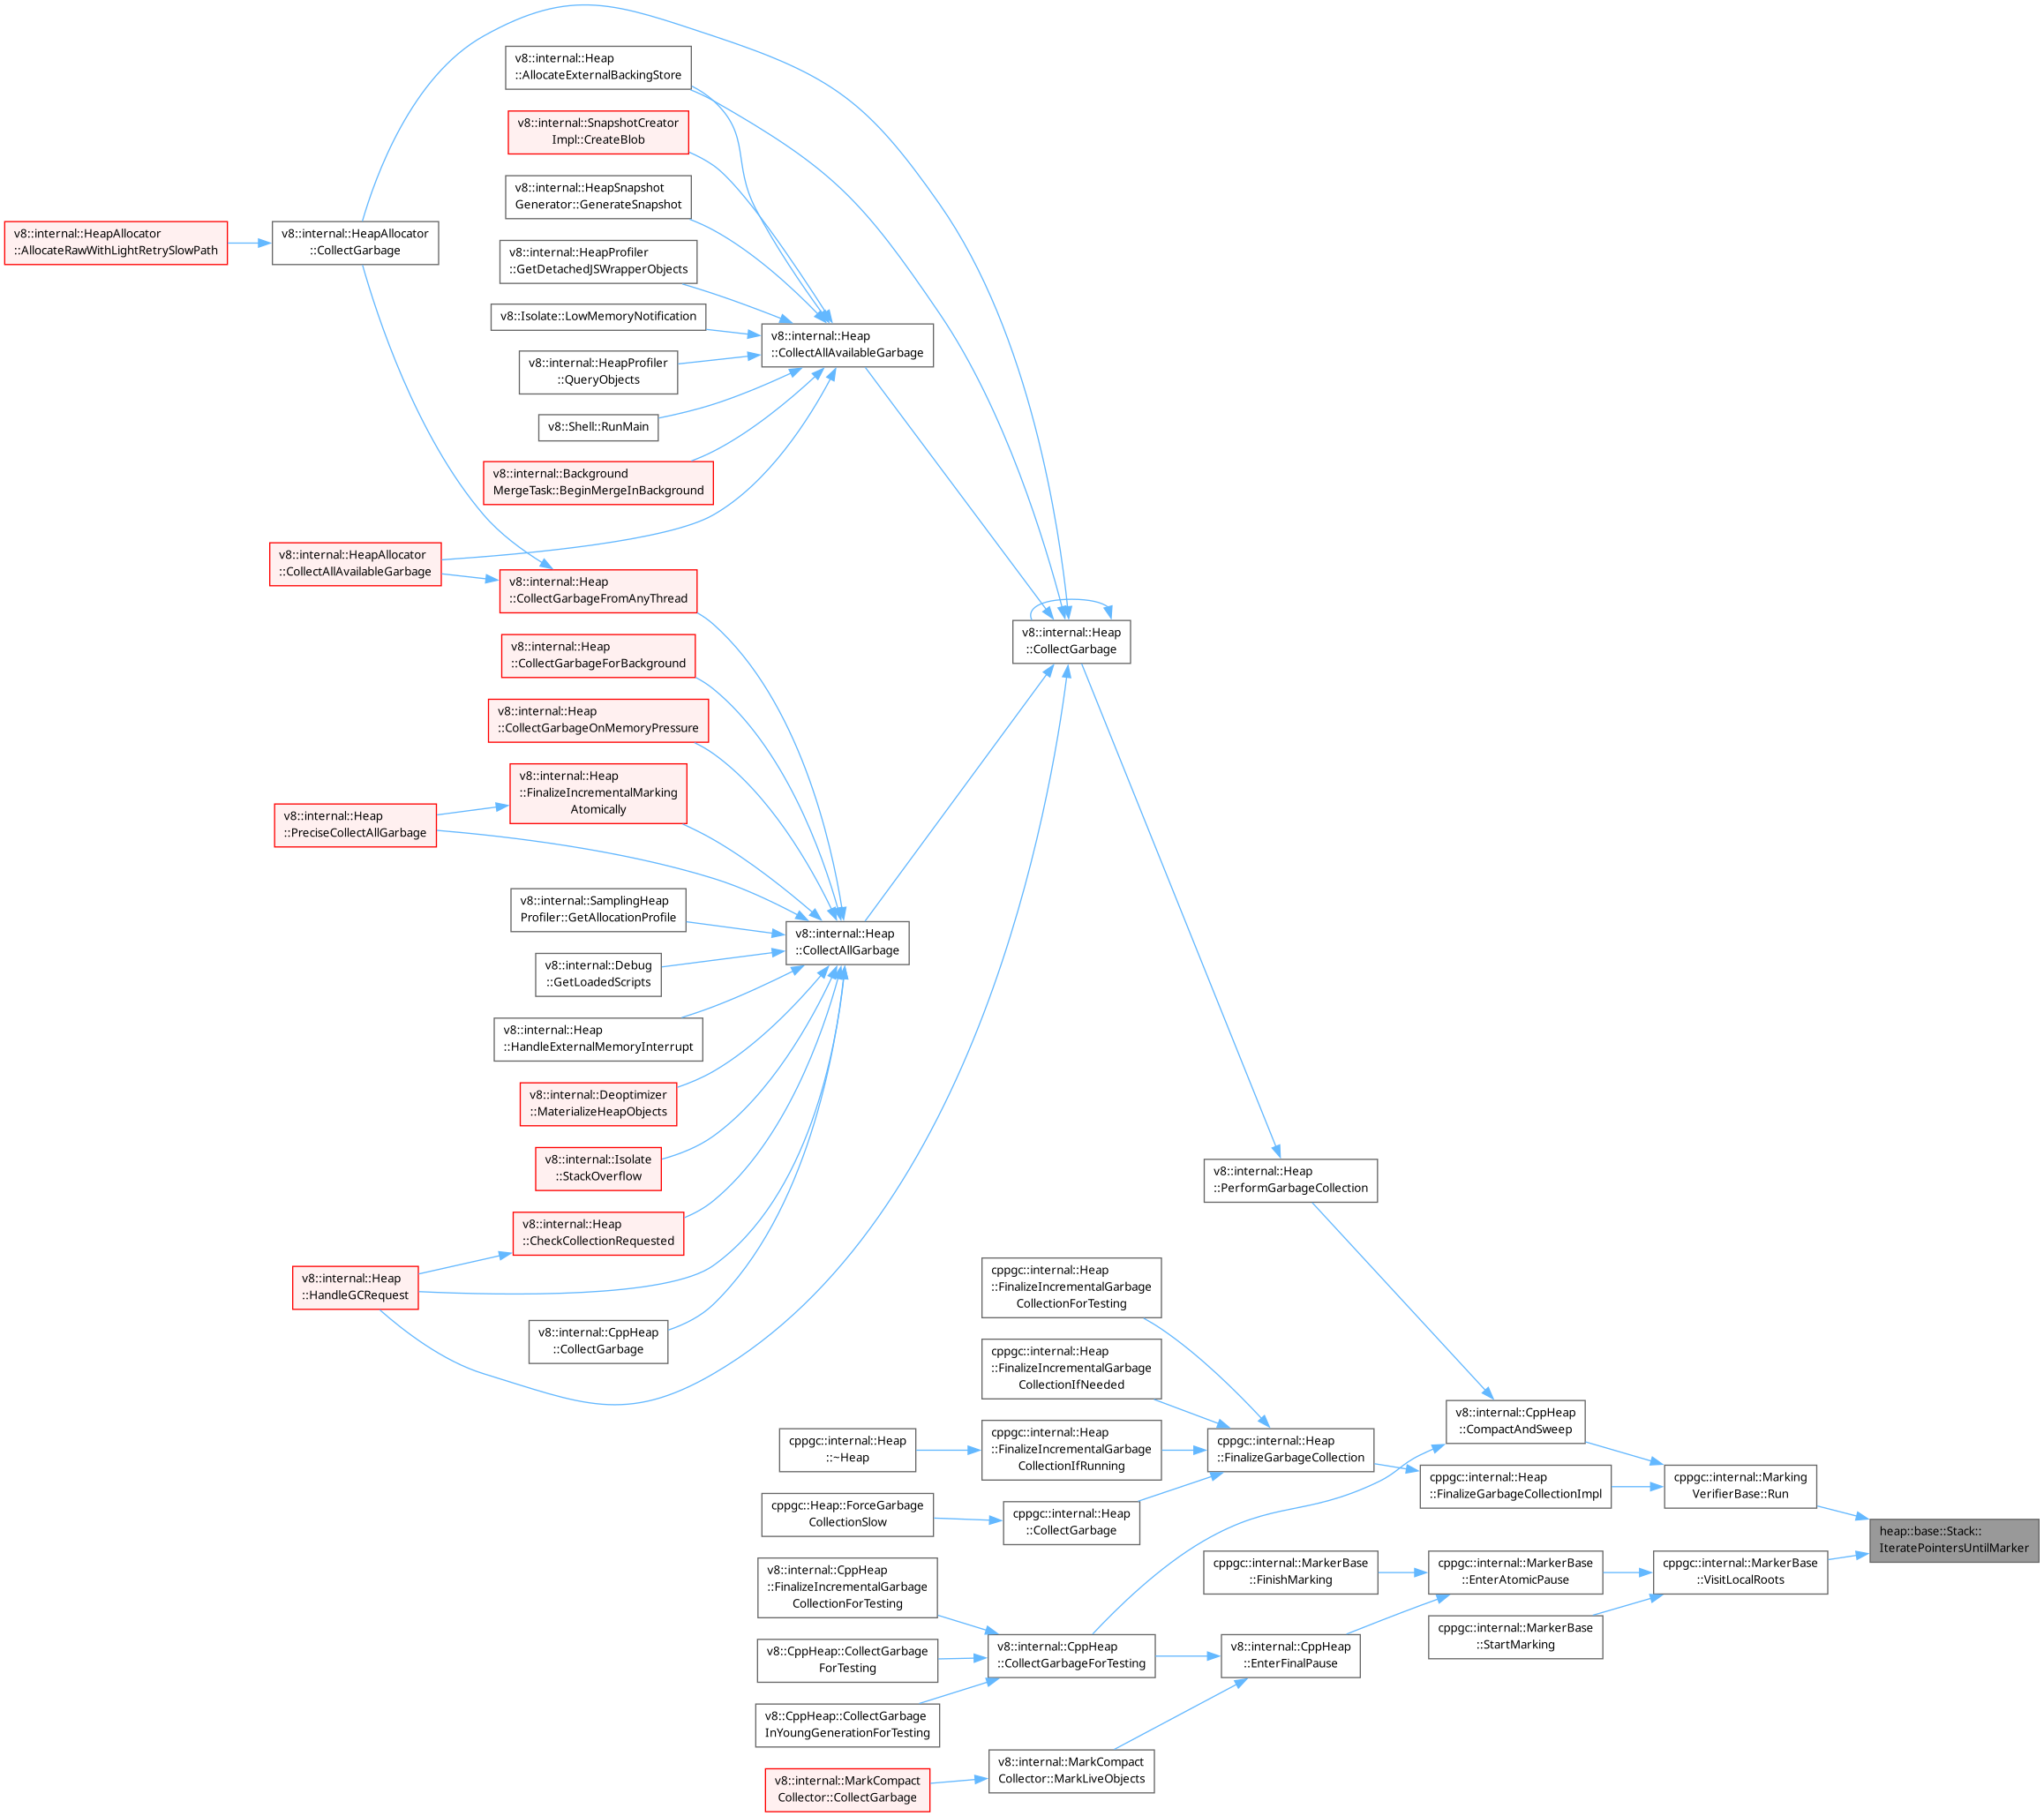 v8::internal::Heap
::AllocateExternalBackingStore
v8::internal::SnapshotCreator
Impl::CreateBlob
v8::internal::HeapSnapshot
Generator::GenerateSnapshot
v8::internal::HeapAllocator
::AllocateRawWithLightRetrySlowPath
v8::internal::HeapAllocator
::CollectGarbage
v8::internal::HeapProfiler
::GetDetachedJSWrapperObjects
v8::Isolate::LowMemoryNotification
v8::internal::Heap
::CollectAllAvailableGarbage
v8::internal::HeapProfiler
::QueryObjects
v8::Shell::RunMain
v8::internal::Background
MergeTask::BeginMergeInBackground
v8::internal::HeapAllocator
::CollectAllAvailableGarbage
v8::internal::Heap
::CollectGarbageFromAnyThread
v8::internal::Heap
::CollectGarbage
v8::internal::Heap
::CollectGarbageForBackground
v8::internal::Heap
::CollectGarbageOnMemoryPressure
v8::internal::Heap
::FinalizeIncrementalMarking
Atomically
v8::internal::Heap
::PreciseCollectAllGarbage
v8::internal::SamplingHeap
Profiler::GetAllocationProfile
v8::internal::Heap
::CollectAllGarbage
v8::internal::Debug
::GetLoadedScripts
v8::internal::Heap
::HandleExternalMemoryInterrupt
v8::internal::Deoptimizer
::MaterializeHeapObjects
v8::internal::Isolate
::StackOverflow
v8::internal::Heap
::PerformGarbageCollection
v8::internal::Heap
::CheckCollectionRequested
v8::internal::Heap
::HandleGCRequest
cppgc::internal::Heap
::FinalizeIncrementalGarbage
CollectionForTesting
v8::internal::CppHeap
::CollectGarbage
cppgc::internal::Heap
::FinalizeIncrementalGarbage
CollectionIfNeeded
v8::internal::CppHeap
::CompactAndSweep
cppgc::internal::Heap
::~Heap
cppgc::internal::Heap
::FinalizeIncrementalGarbage
CollectionIfRunning
cppgc::internal::Heap
::FinalizeGarbageCollection
cppgc::internal::Heap
::FinalizeGarbageCollectionImpl
cppgc::internal::Marking
VerifierBase::Run
cppgc::Heap::ForceGarbage
CollectionSlow
cppgc::internal::Heap
::CollectGarbage
heap::base::Stack::
IteratePointersUntilMarker
v8::internal::CppHeap
::FinalizeIncrementalGarbage
CollectionForTesting
cppgc::internal::MarkerBase
::FinishMarking
cppgc::internal::MarkerBase
::EnterAtomicPause
cppgc::internal::MarkerBase
::VisitLocalRoots
cppgc::internal::MarkerBase
::StartMarking
v8::CppHeap::CollectGarbage
ForTesting
v8::internal::CppHeap
::CollectGarbageForTesting
v8::internal::CppHeap
::EnterFinalPause
v8::CppHeap::CollectGarbage
InYoungGenerationForTesting
v8::internal::MarkCompact
Collector::MarkLiveObjects
v8::internal::MarkCompact
Collector::CollectGarbage